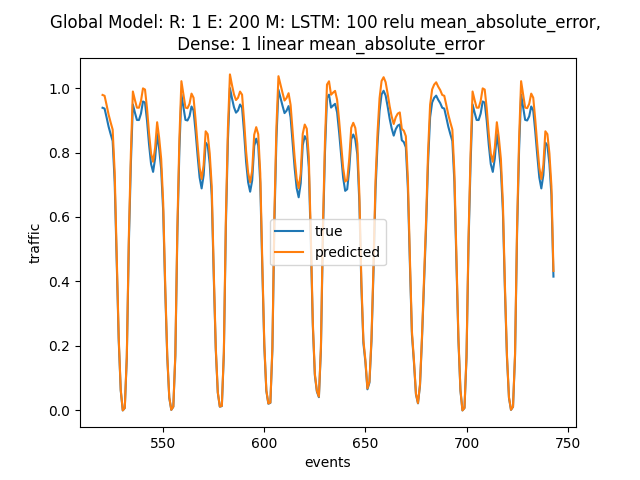 Global Model: R: 1 E: 200 M: LSTM: 100 relu mean_absolute_error,
Dense: 1 linear mean_absolute_error
1.0
0.8
0.6
0.4
0.2
0.0
traffic
true
predicted
550
600
650
700
750
events